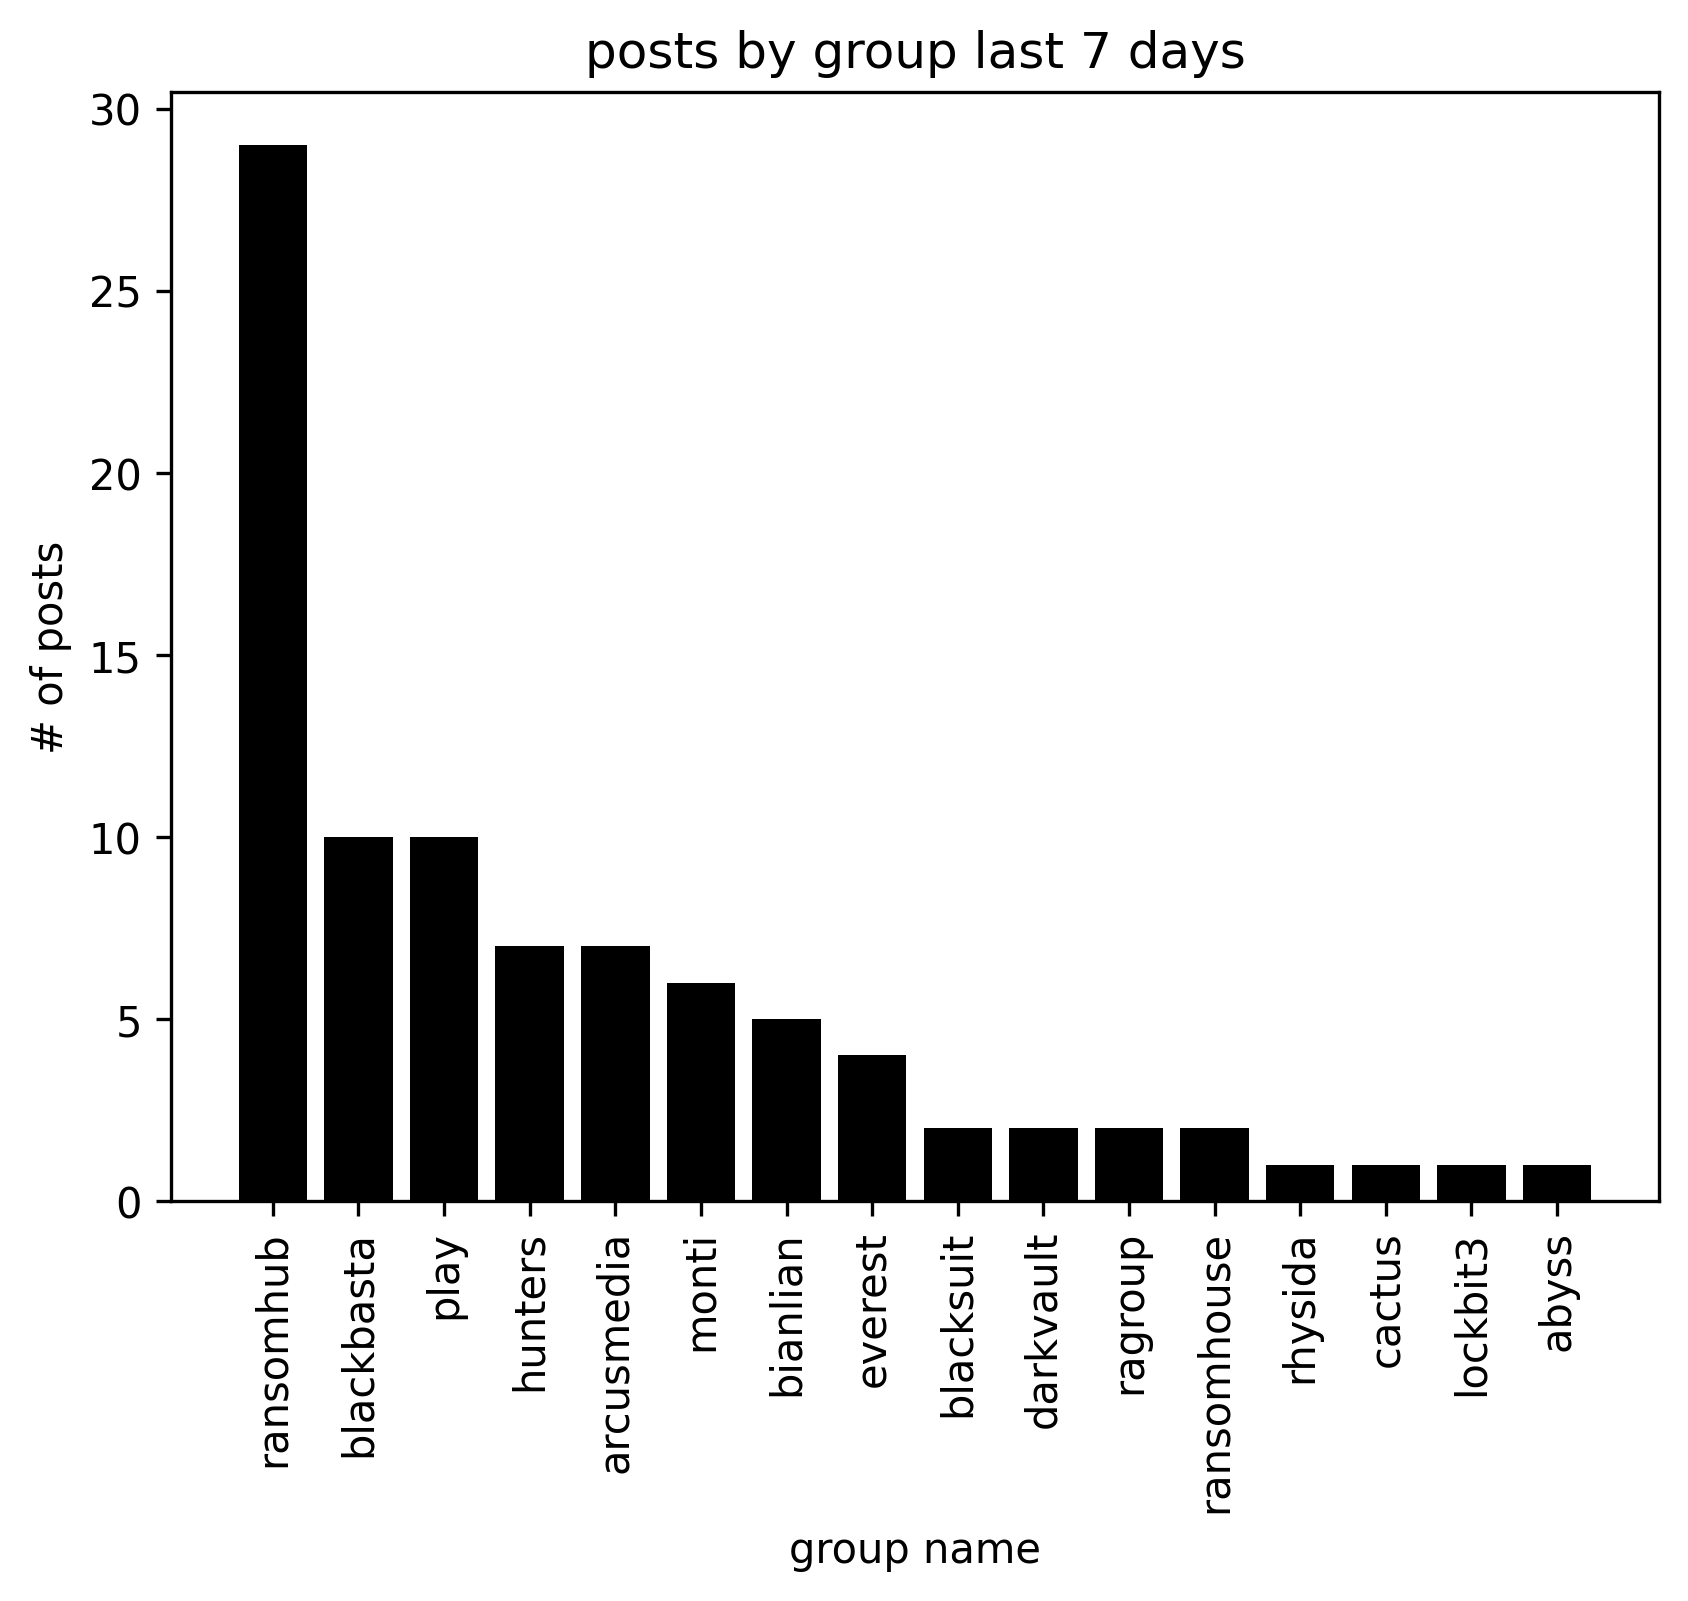 posts by group last 7 days
# of posts
30
25
20
15
10
5
0
ransomhub
blackbasta
play
hunters
arcusmedia
monti
bianlian
everest
blacksuit
darkvault
ragroup
ransomhouse
rhysida
cactus
lockbit3
abyss
group name